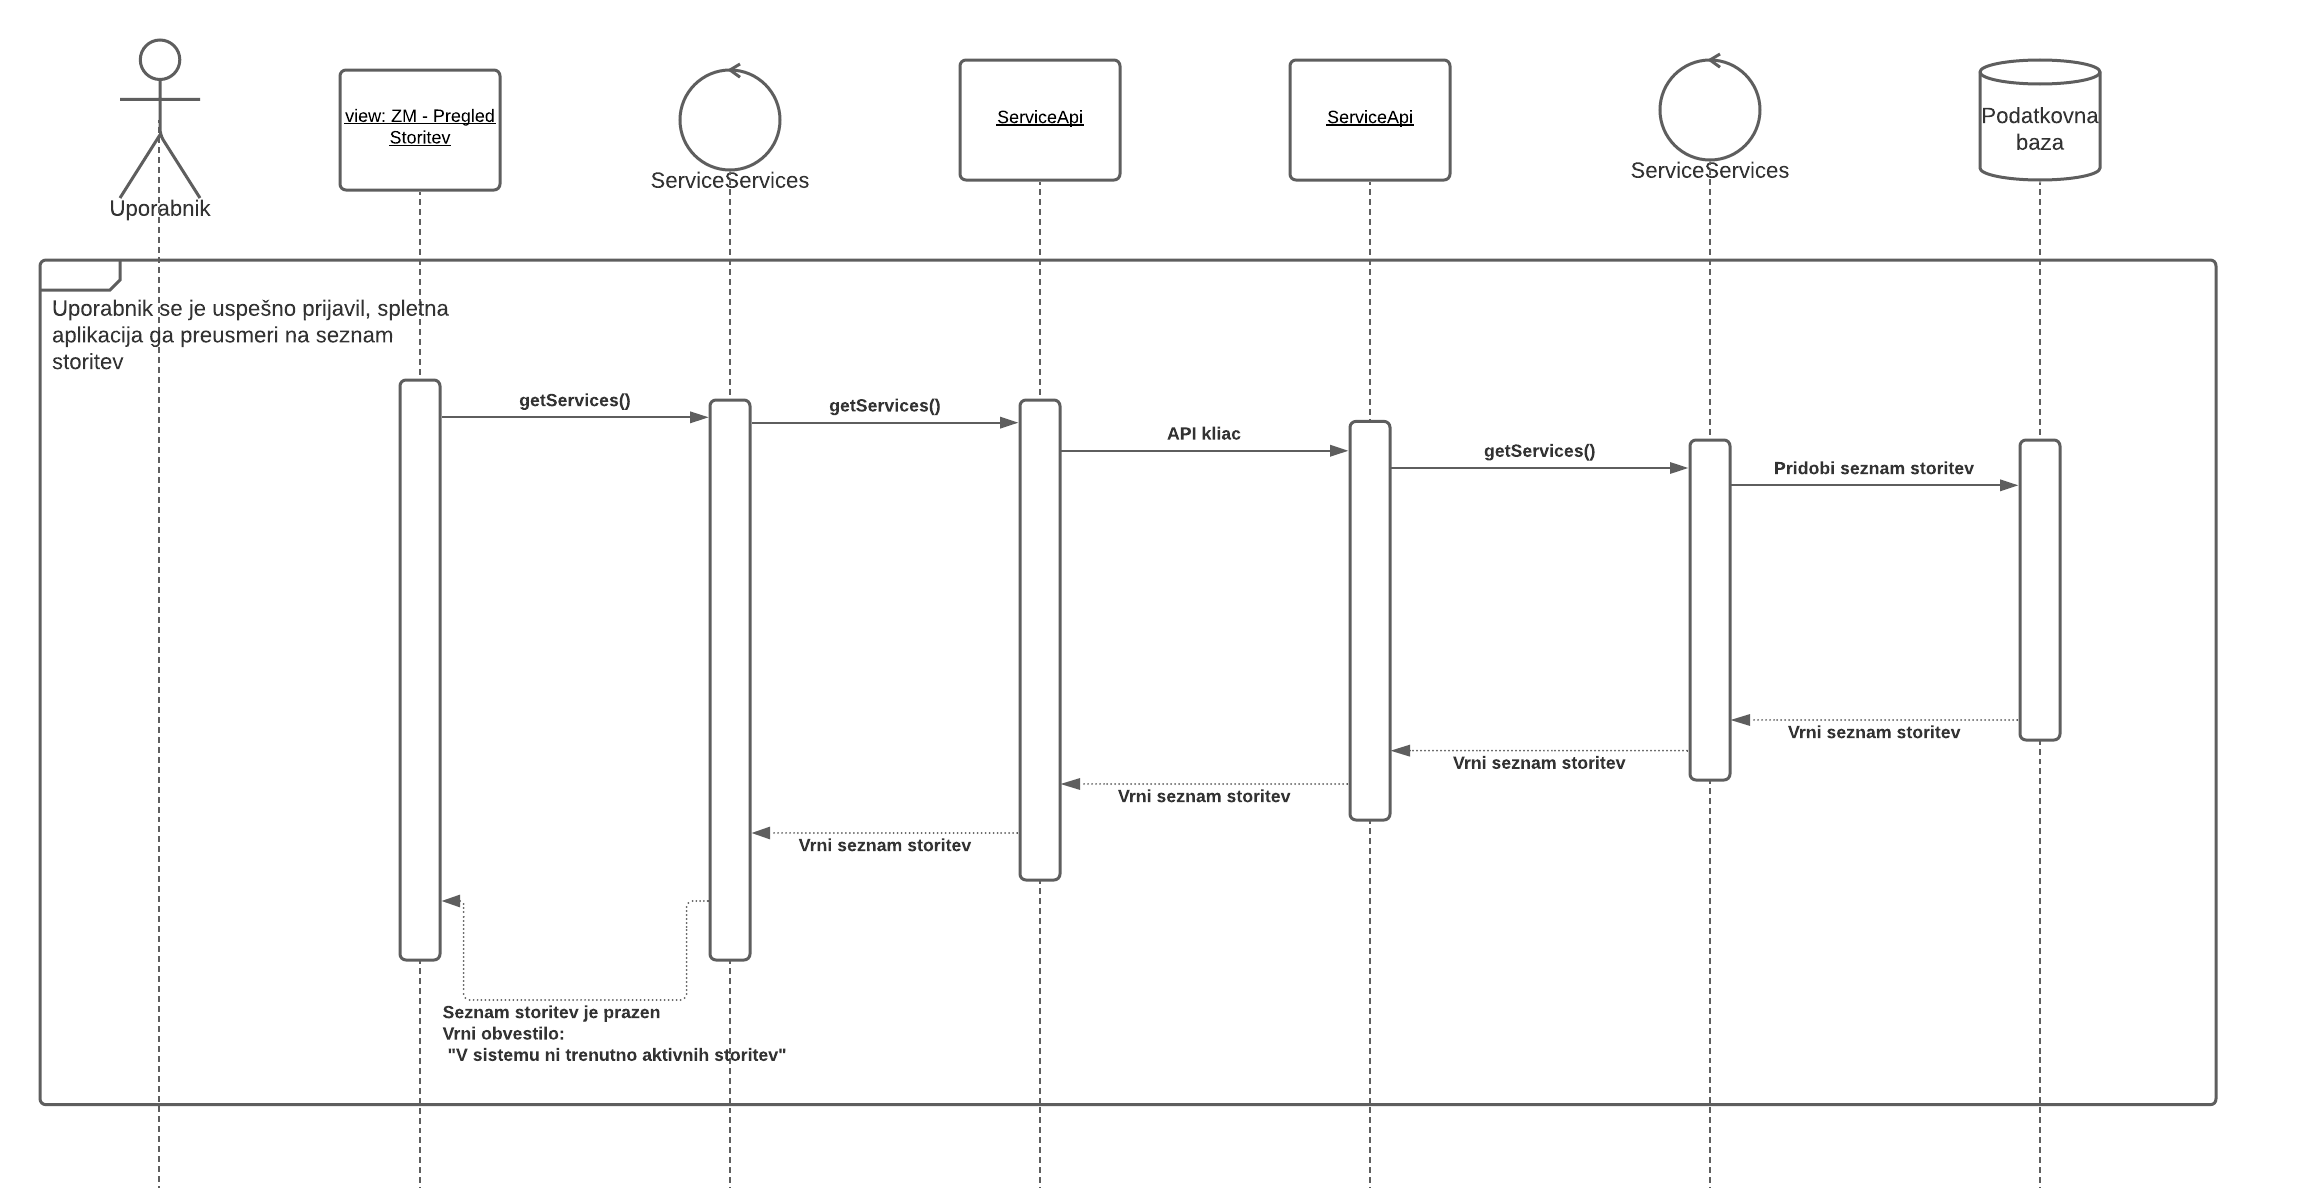 Uporabnik
view: ZM - Pregled
Storitev
ServiceServices
ServiceApi
ServiceApi
ServiceServices
Podatkovna
baza
Uporabnik se je uspešno prijavil, spletna
aplikacija ga preusmeri na seznam
storitev
getServices()
getServices()
API kliac
getServices()
Pridobi seznam storitev
Vrni seznam storitev
Vrni seznam storitev
Vrni seznam storitev
Vrni seznam storitev
Seznam storitev je prazen
Vrni obvestilo:
"V sistemu ni trenutno aktivnih storitev"